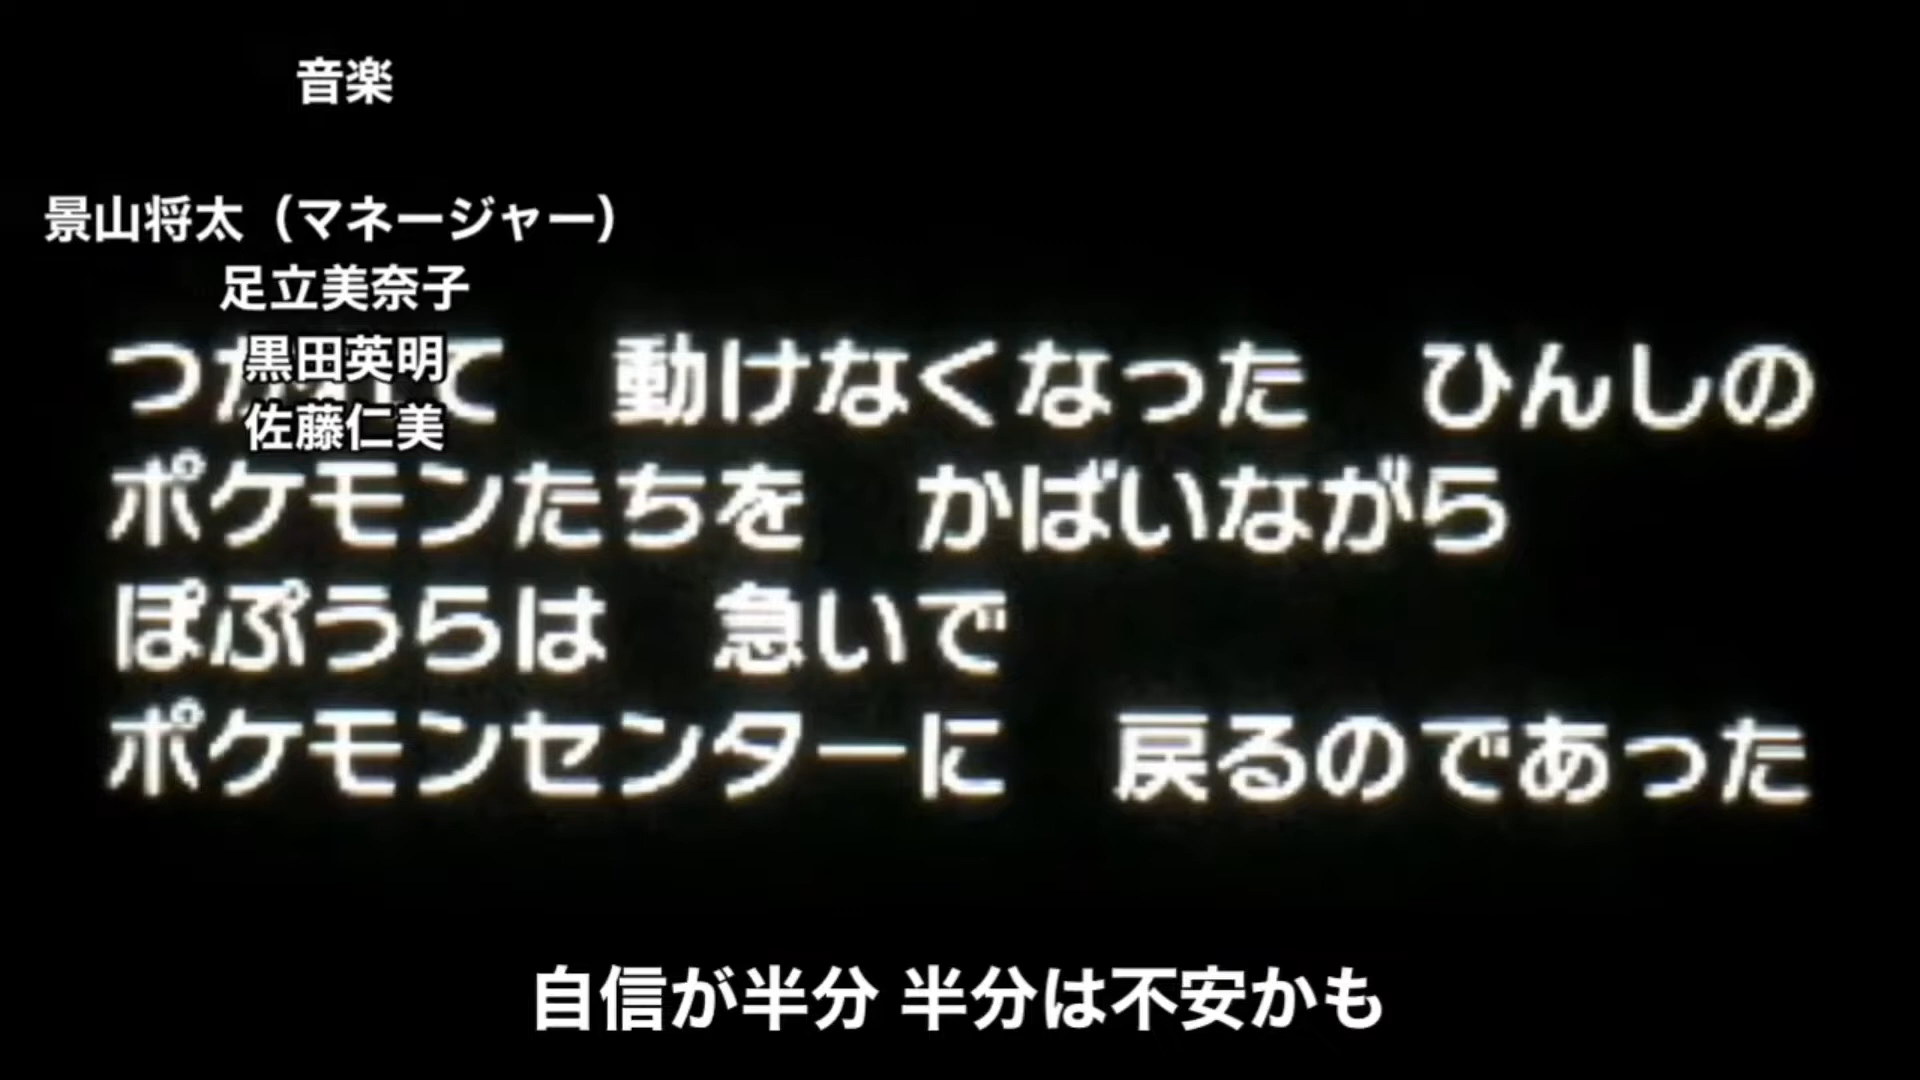 音楽
景山将太（マネージャー）
足立美奈子
黒田英明
佐藤仁美
つかれて　動けなくなった　ひんしの
ポケモンたちを　かばいながら
ぽぷうらは　急いで
ポケモンセンターに　戻るのであった
自信が半分 半分は不安かも